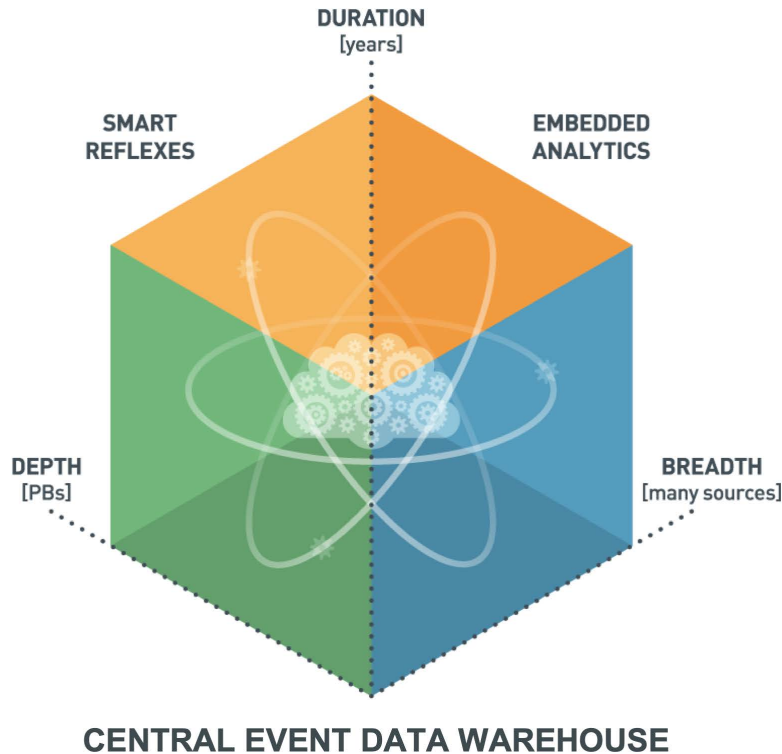 DURATION
[years]
SMART
REFLEXES
EMBEDDED
ANALYTICS
DEPTH
[PBs]
BREADTH
[many sources]
CENTRAL EVENT DATA WAREHOUSE